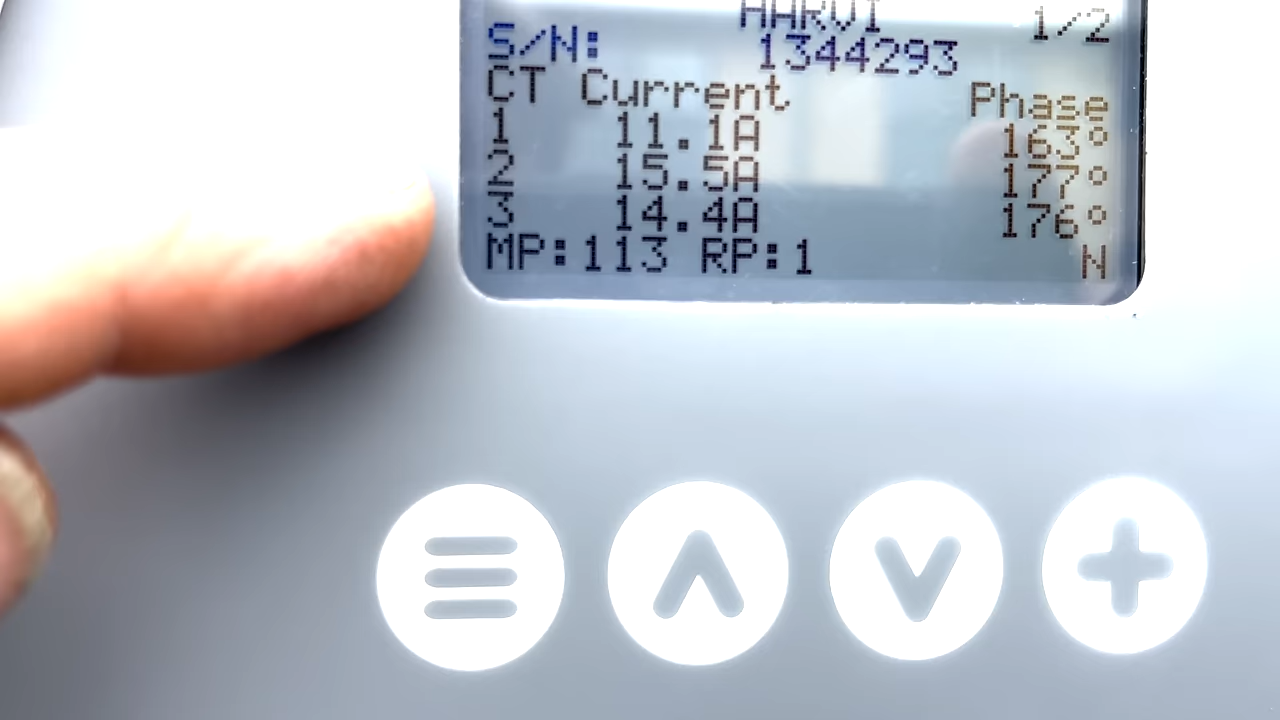 HARVI 1/2
S/N: 1344293
CT Current Phase
1 11.1A 163°
2 15.5A 177°
3 14.4A 176°
MP:113 RP:1 N